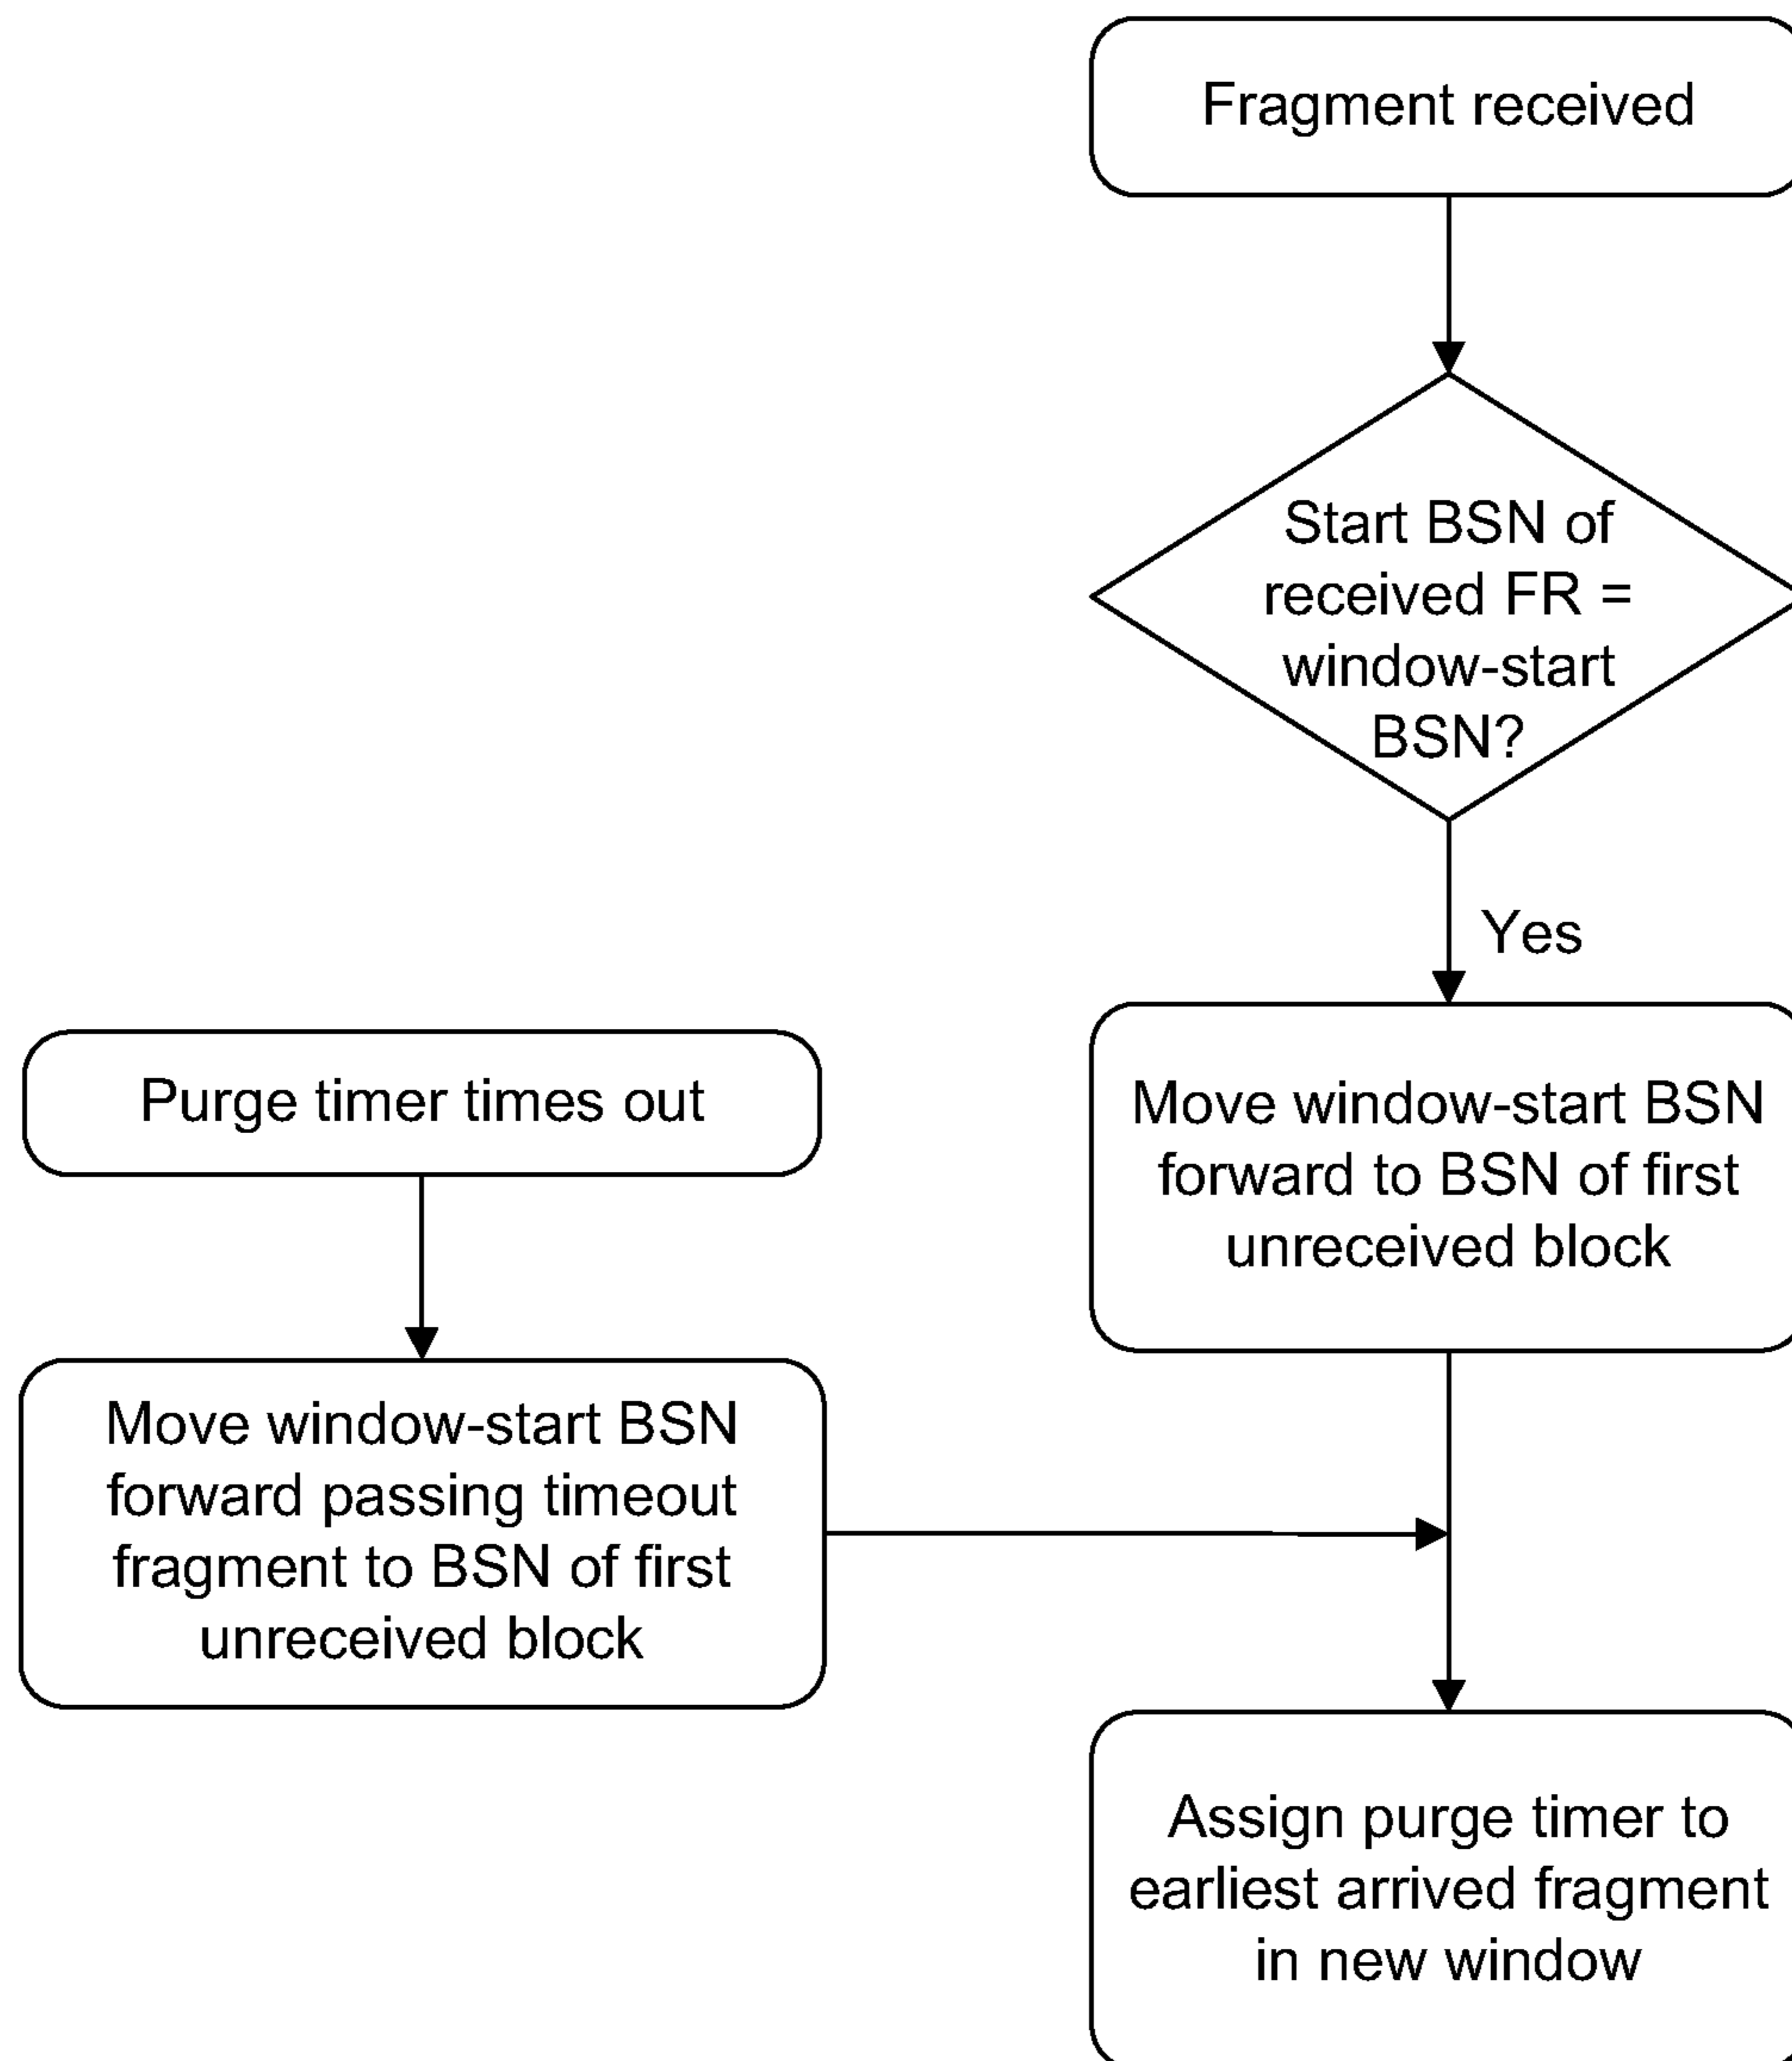 Fragment received
Start BSN of
received FR =
window-start
BSN?
Yes
Move window-start BSN
forward to BSN of first
unreceived block
Purge timer times out
Move window-start BSN
forward passing timeout
fragment to BSN of first
unreceived block
Assign purge timer to
earliest arrived fragment
in new window